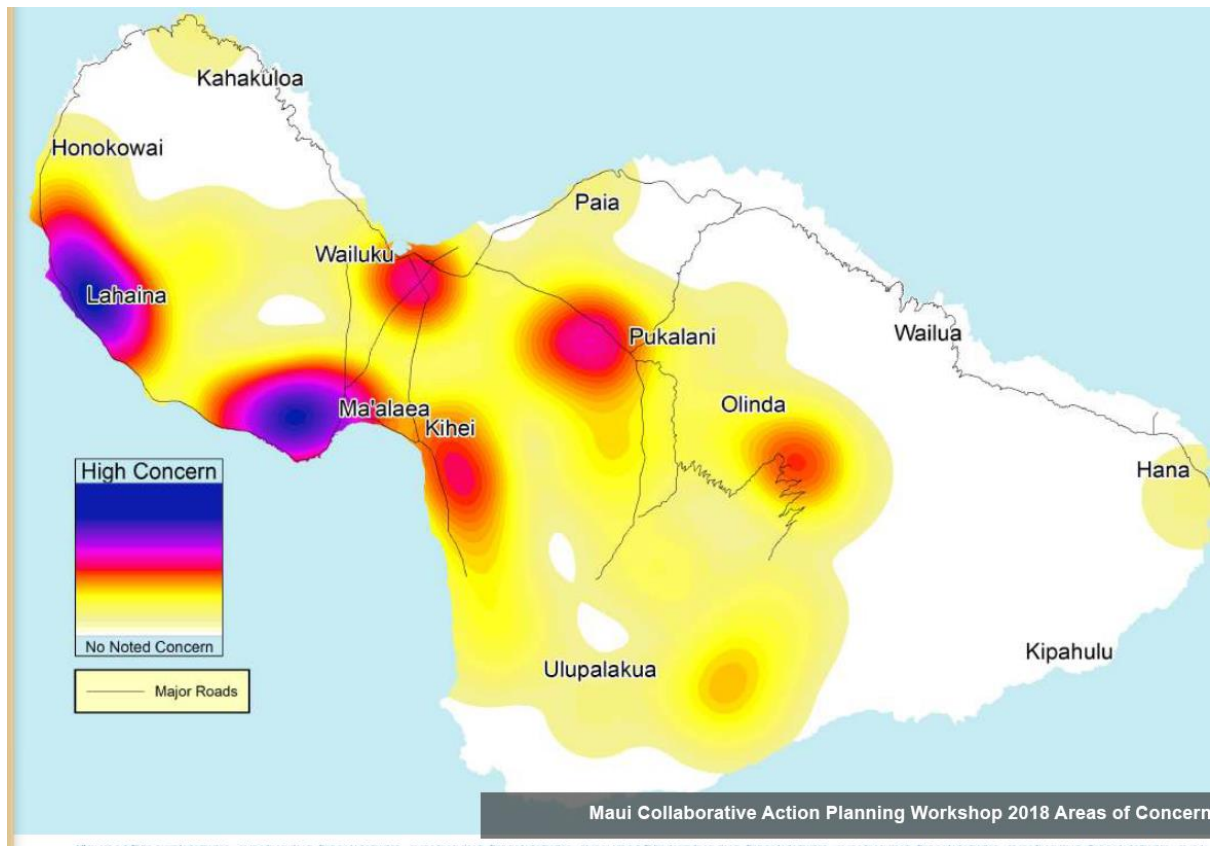 Kahakuloa
Honokowai
Paia
Wailuku
Lahaina
Pukalani
Wailua
Ma'alaea
Olinda
Kihei
Hana
High Concern
No Noted Concern
Major Roads
Ulupalakua
Kipahulu
Maui Collaborative Action Planning Workshop 2018 Areas of Concern